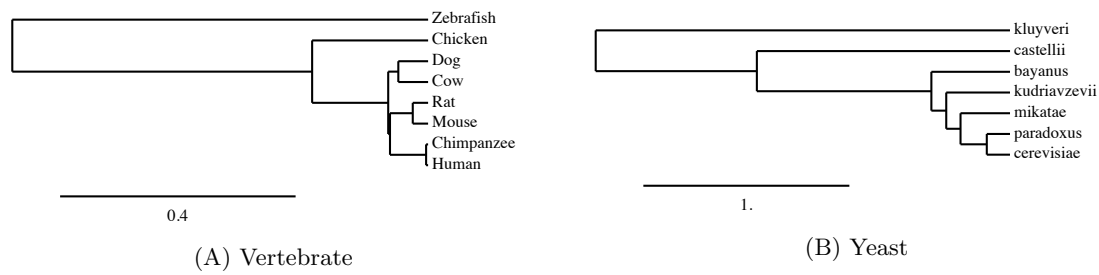 Zebrafish
Chicken
Dog
Cow
Rat
Mouse
Chimpanzee
Human
0.4
(A) Vertebrate
kluyveri
castellii
bayanus
kudriavzevii
mikatae
paradoxus
cerevisiae
1.
(B) Yeast